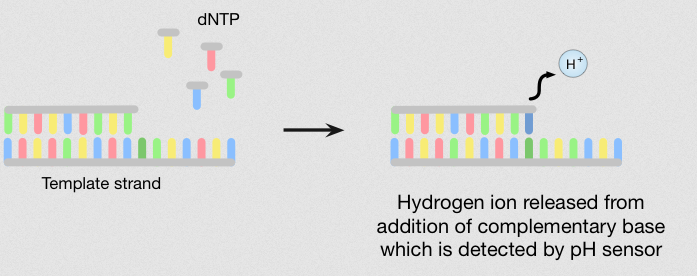 dNTP
H+
Template strand
Hydrogen ion released from
addition of complementary base
which is detected by pH sensor